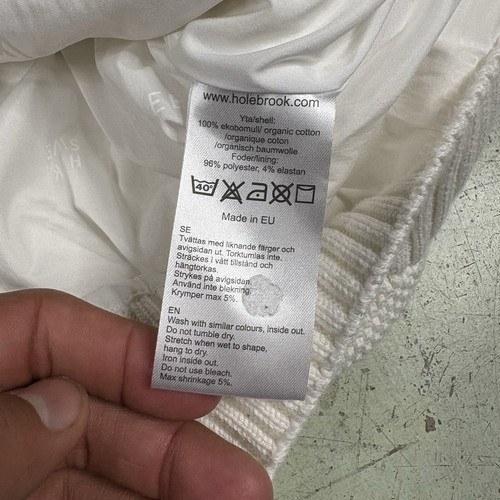 www.holebrook.com
Yta/shell:
100% ekobomull/ organic cotton
/organique coton
/organisch baumwolle
Foder/lining:
96% polyester, 4% elastan
40°
Made in EU
SE
Tvättas med liknande färger och
avigsidan ut. Torktumlas inte.
Sträckes i vått tillstånd och
hängtorkas.
Strykes på avigsidan.
Använd inte blekning.
Krymper max 5%.
EN
Wash with similar colours, inside out.
Do not tumble dry.
Stretch when wet to shape,
hang to dry.
Iron inside out.
Do not use bleach.
Max shrinkage 5%.